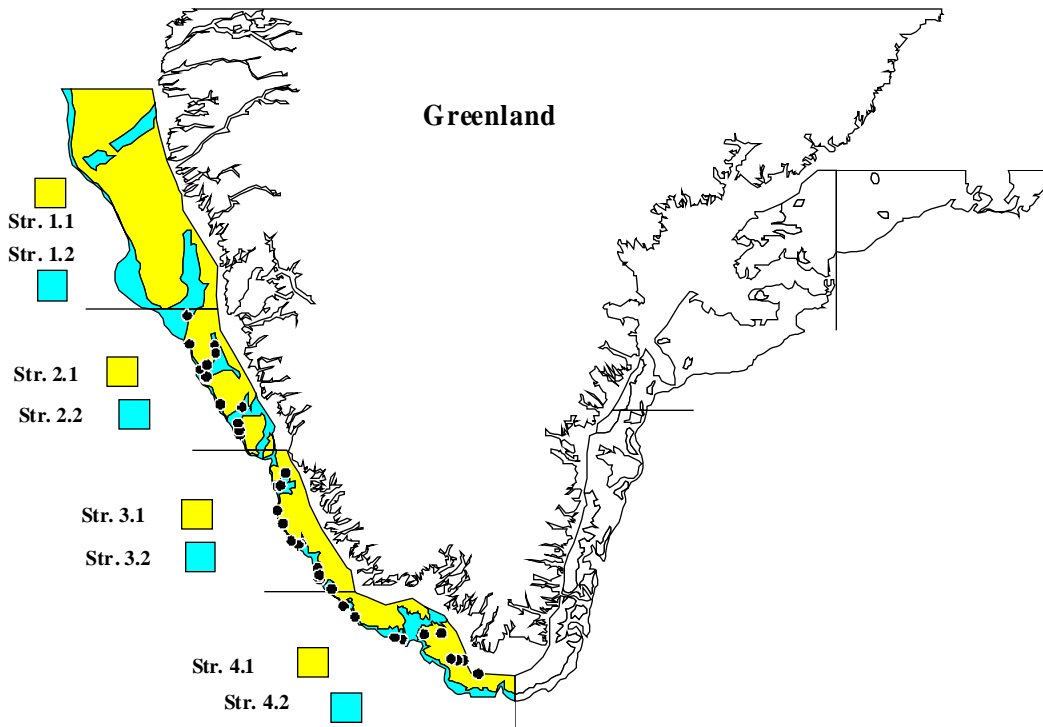 Greenland
Str. 1.1
Str. 1.2
Str. 2.1
Str. 2.2
Str. 3.1
Str. 3.2
Str. 4.1
Str. 4.2